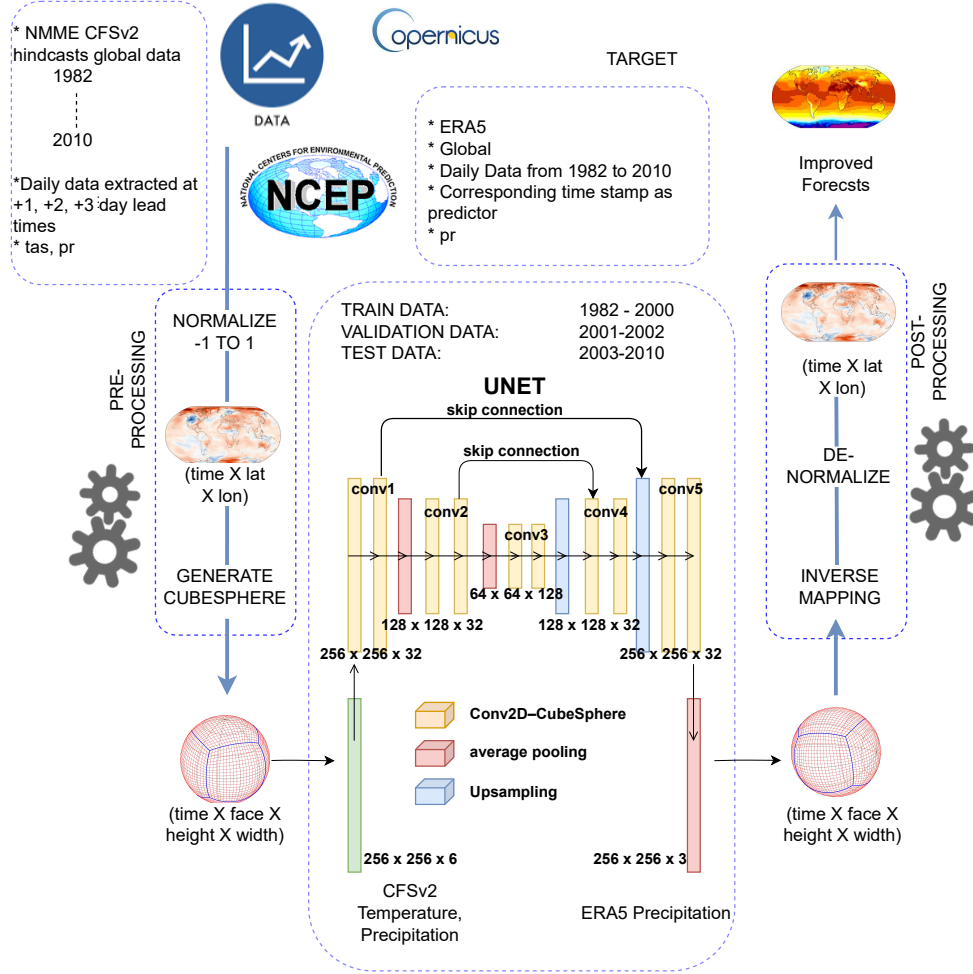 * NMME CFSv2
hindcasts global data
1982
2010
*Daily data extracted at
+1, +2, +3 day lead
times
* tas, pr
DATA
opernicus
NATIONAL CENTERS FOR ENVIRONMENTAL PREDICTION
NCEP
TARGET
* ERA5
* Global
* Daily Data from 1982 to 2010
* Corresponding time stamp as
predictor
* pr
Improved
Forecsts
PRE-
PROCESSING
NORMALIZE
-1 TO 1
(time X lat
X lon)
GENERATE
CUBESPHERE
(time X face X
height X width)
TRAIN DATA: 1982 - 2000
VALIDATION DATA: 2001-2002
TEST DATA: 2003-2010
UNET
skip connection
skip connection
conv1
conv2
conv3
conv4
conv5
64 x 64 x 128
128 x 128 x 32
128 x 128 x 32
256 x 256 x 32
256 x 256 x 32
Conv2D–CubeSphere
average pooling
Upsampling
256 x 256 x 6
256 x 256 x 3
CFSv2
Temperature,
Precipitation
ERA5 Precipitation
POST-
PROCESSING
(time X lat
X lon)
DE-
NORMALIZE
INVERSE
MAPPING
(time X face X
height X width)